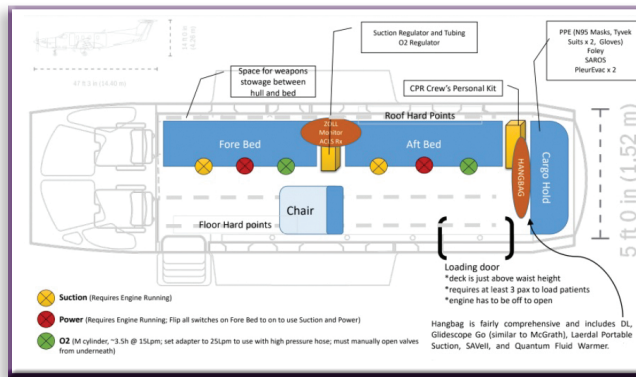 Suction Regulator and Tubing
O2 Regulator
PPE (N95 Masks, Tyvek
Suits x 2, Gloves)
Foley
SAROS
PleurEvac x 2
47 ft 3 in (14.40 m)
Space for weapons
stowage between
hull and bed
CPR Crew's Personal Kit
Roof Hard Points
Monitor
ACLS Rx
Fore Bed
Aft Bed
HANGBAG
Cargo Hold
5 ft 0 in (1.52 m)
Chair
Floor Hard points
Loading door
*deck is just above waist height
*requires at least 3 pax to load patients
*engine has to be off to open
Suction (Requires Engine Running)
Power (Requires Engine Running; Flip all switches on Fore Bed to on to use Suction and Power)
O2 (M cylinder, ~3.5h @ 15Lpm; set adapter to 25Lpm to use with high pressure hose; must manually open valves
from underneath)
Hangbag is fairly comprehensive and includes DL,
Glidescope Go (similar to McGrath), Laerdal Portable
Suction, SAVell, and Quantum Fluid Warmer.